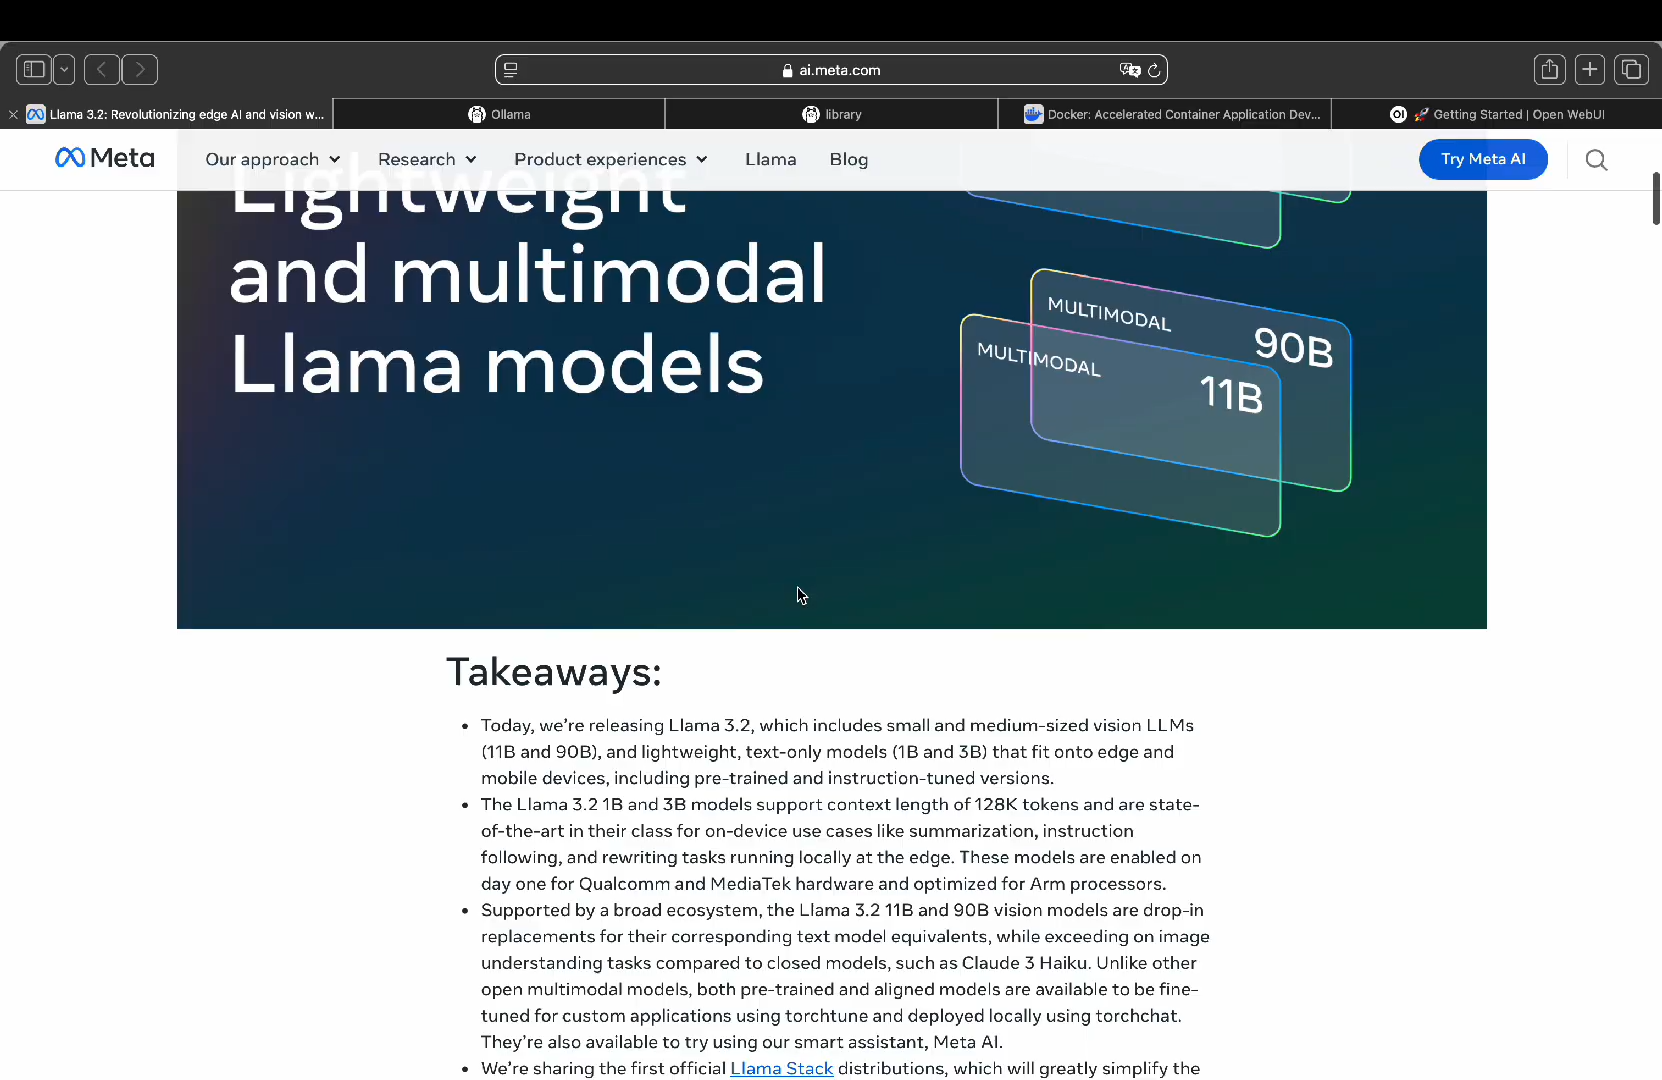 ai.meta.com
Llama 3.2: Revolutionizing edge AI and vision w...
Ollama
library
Docker: Accelerated Container Application Dev...
🚀 Getting Started | Open WebUI
Meta
Our approach
Research
Product experiences
Llama
Blog
Try Meta AI
Lightweight
and multimodal
Llama models
MULTIMODAL
90B
MULTIMODAL
11B
Takeaways:
• Today, we’re releasing Llama 3.2, which includes small and medium-sized vision LLMs
(11B and 90B), and lightweight, text-only models (1B and 3B) that fit onto edge and
mobile devices, including pre-trained and instruction-tuned versions.
• The Llama 3.2 1B and 3B models support context length of 128K tokens and are state-
of-the-art in their class for on-device use cases like summarization, instruction
following, and rewriting tasks running locally at the edge. These models are enabled on
day one for Qualcomm and MediaTek hardware and optimized for Arm processors.
• Supported by a broad ecosystem, the Llama 3.2 11B and 90B vision models are drop-in
replacements for their corresponding text model equivalents, while exceeding on image
understanding tasks compared to closed models, such as Claude 3 Haiku. Unlike other
open multimodal models, both pre-trained and aligned models are available to be fine-
tuned for custom applications using torchtune and deployed locally using torchchat.
They’re also available to try using our smart assistant, Meta AI.
• We’re sharing the first official Llama Stack distributions, which will greatly simplify the